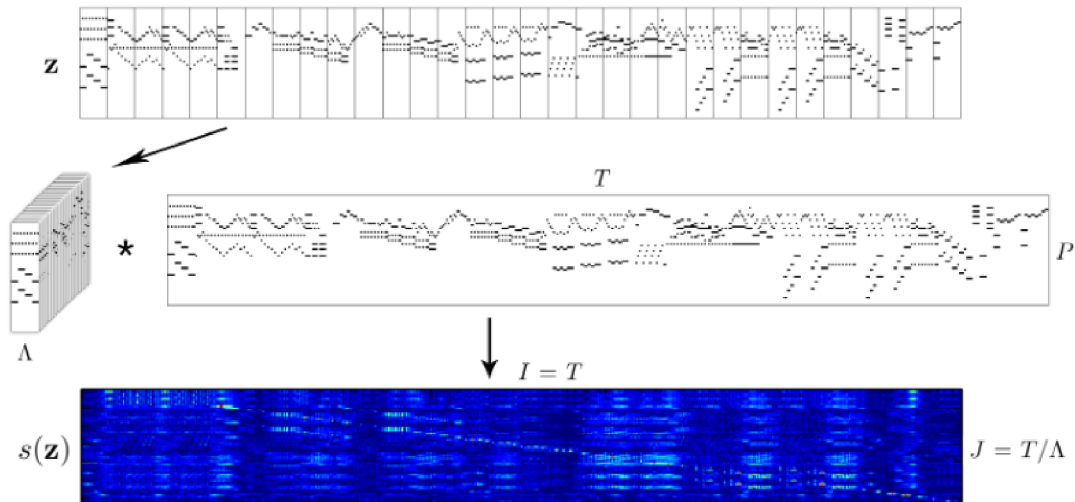 z
T
*
P
Λ
I = T
s(z)
J = T/Λ